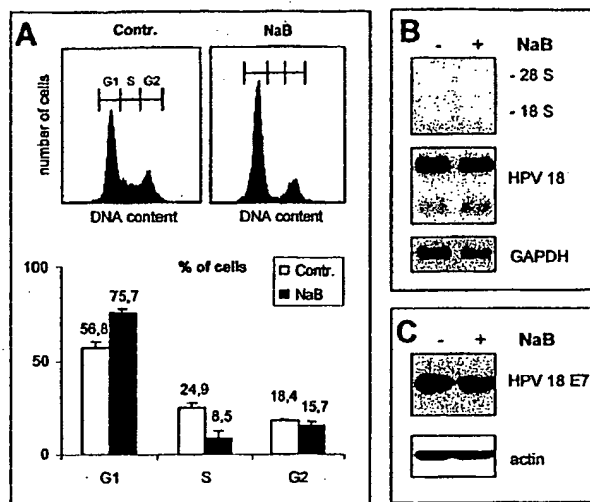 A
Contr.
NaB
number of cells
G1 S G2
DNA content
DNA content
% of cells
Contr.
NaB
100
50
0
56,8
75,7
24,9
8,5
18,4
15,7
G1
S
G2
B
- + NaB
- 28 S
- 18 S
HPV 18
GAPDH
C
- + NaB
HPV 18 E7
actin